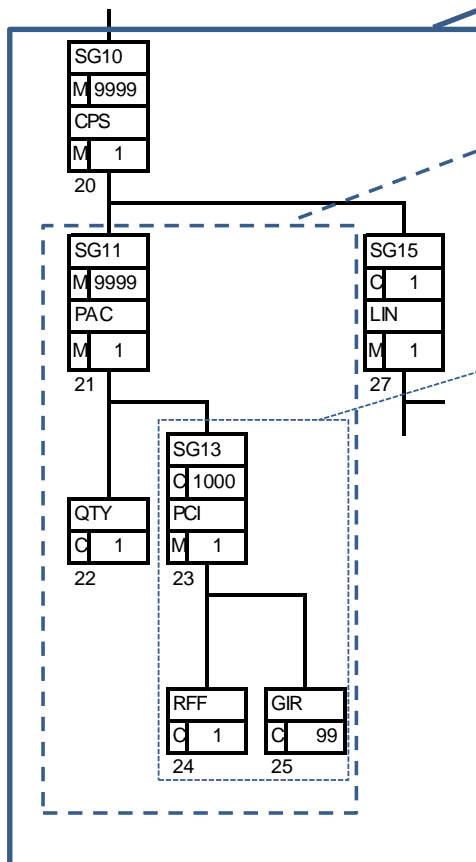 SG10
M 9999
CPS
M 1
20
SG11
M 9999
PAC
M 1
21
SG15
C 1
LIN
M 1
27
QTY
C 1
22
SG13
C 1000
PCI
M 1
23
RFF
C 1
24
GIR
C 99
25